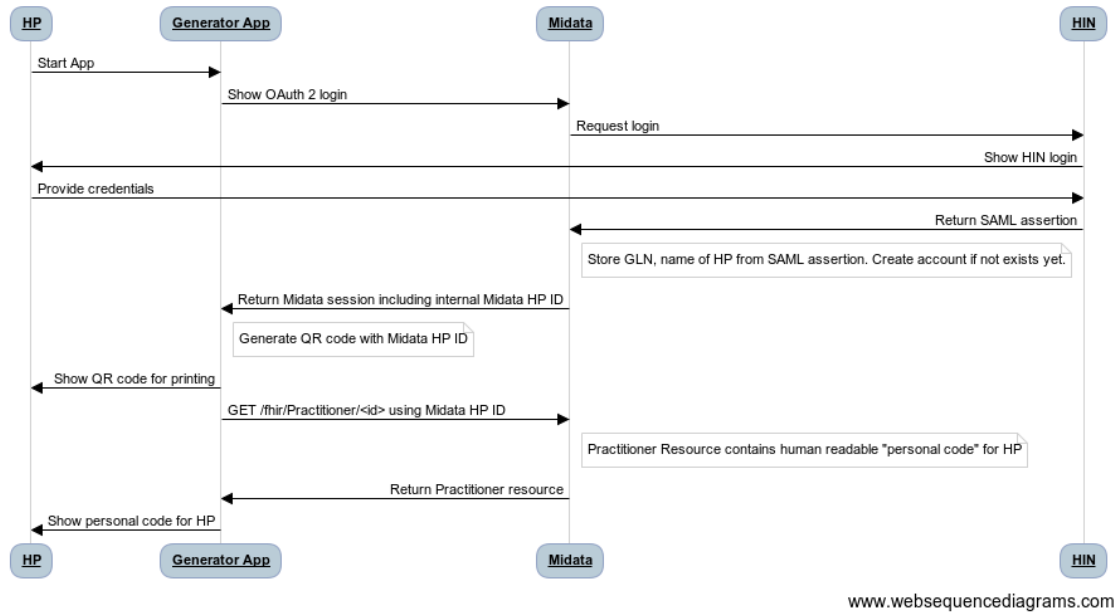 HP Generator App Midata HIN
Start App
Show OAuth 2 login
Request login
Show HIN login
Provide credentials
Return SAML assertion
Store GLN, name of HP from SAML assertion. Create account if not exists yet.
Return Midata session including internal Midata HP ID
Generate QR code with Midata HP ID
Show QR code for printing
GET /fhir/Practitioner/<id> using Midata HP ID
Practitioner Resource contains human readable "personal code" for HP
Return Practitioner resource
Show personal code for HP
HP Generator App Midata HIN
www.websequencediagrams.com